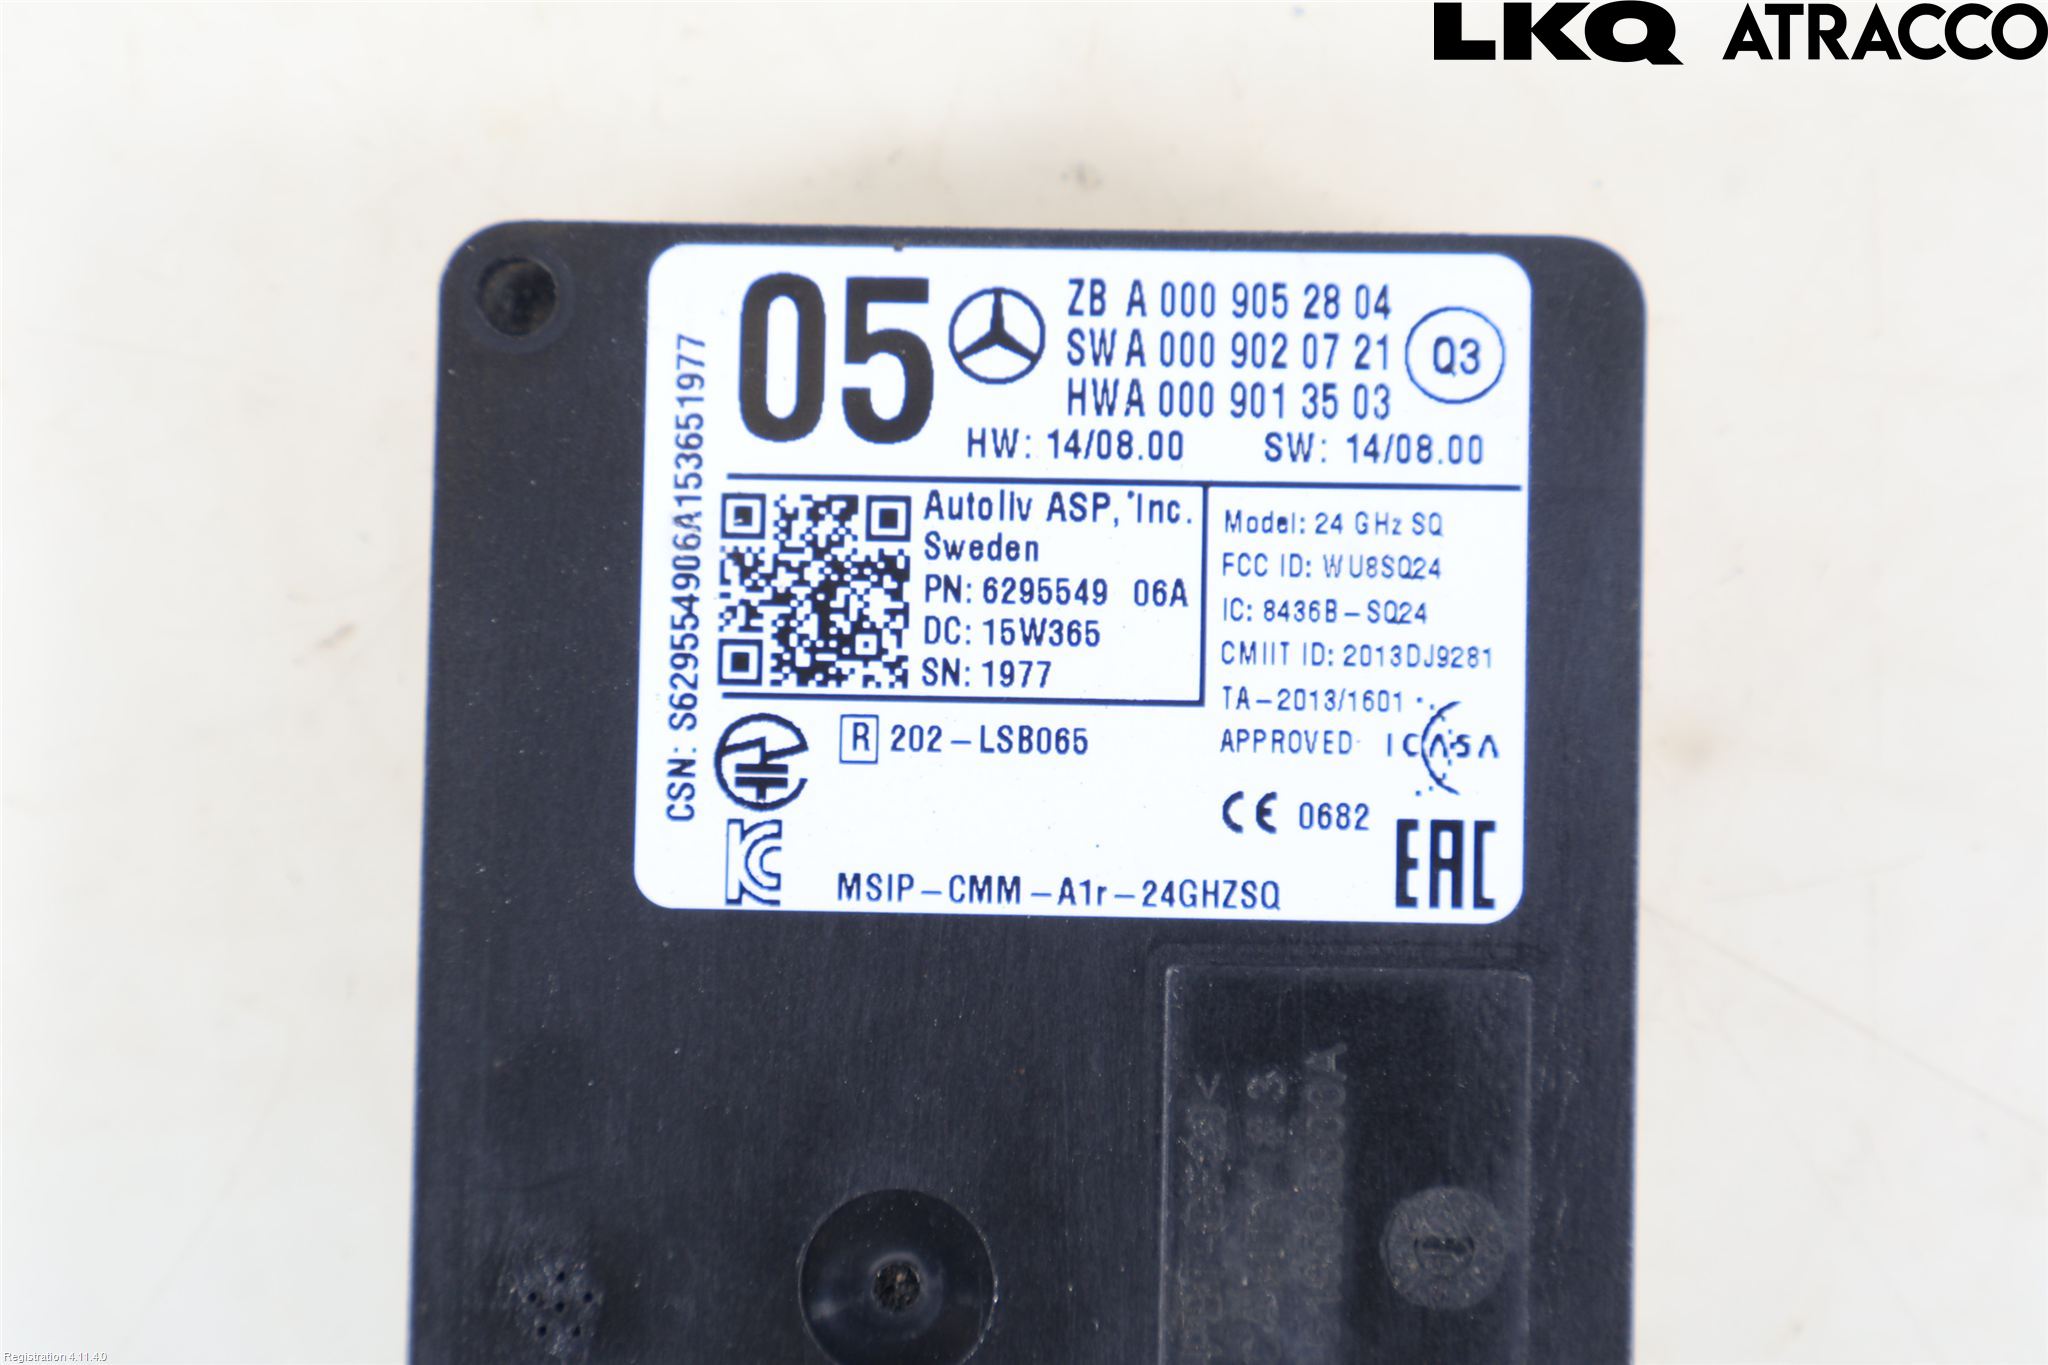 LKQ ATRACCO
05
ZB A 000 905 28 04
SW A 000 902 07 21
HW A 000 901 35 03
Q3
HW: 14/08.00 SW: 14/08.00
CSN: S629554906A153651977
Autoliv ASP, Inc.
Sweden
PN: 6295549 06A
DC: 15W365
SN: 1977
Model: 24 GHz SQ
FCC ID: WU8SQ24
IC: 8436B-SQ24
CMIIT ID: 2013DJ9281
TA-2013/1601
APPROVED ICASA
R 202-LSB065
CE 0682
EAC
KC
MSIP-CMM-A1r-24GHZSQ
Registration 4.11.4.0